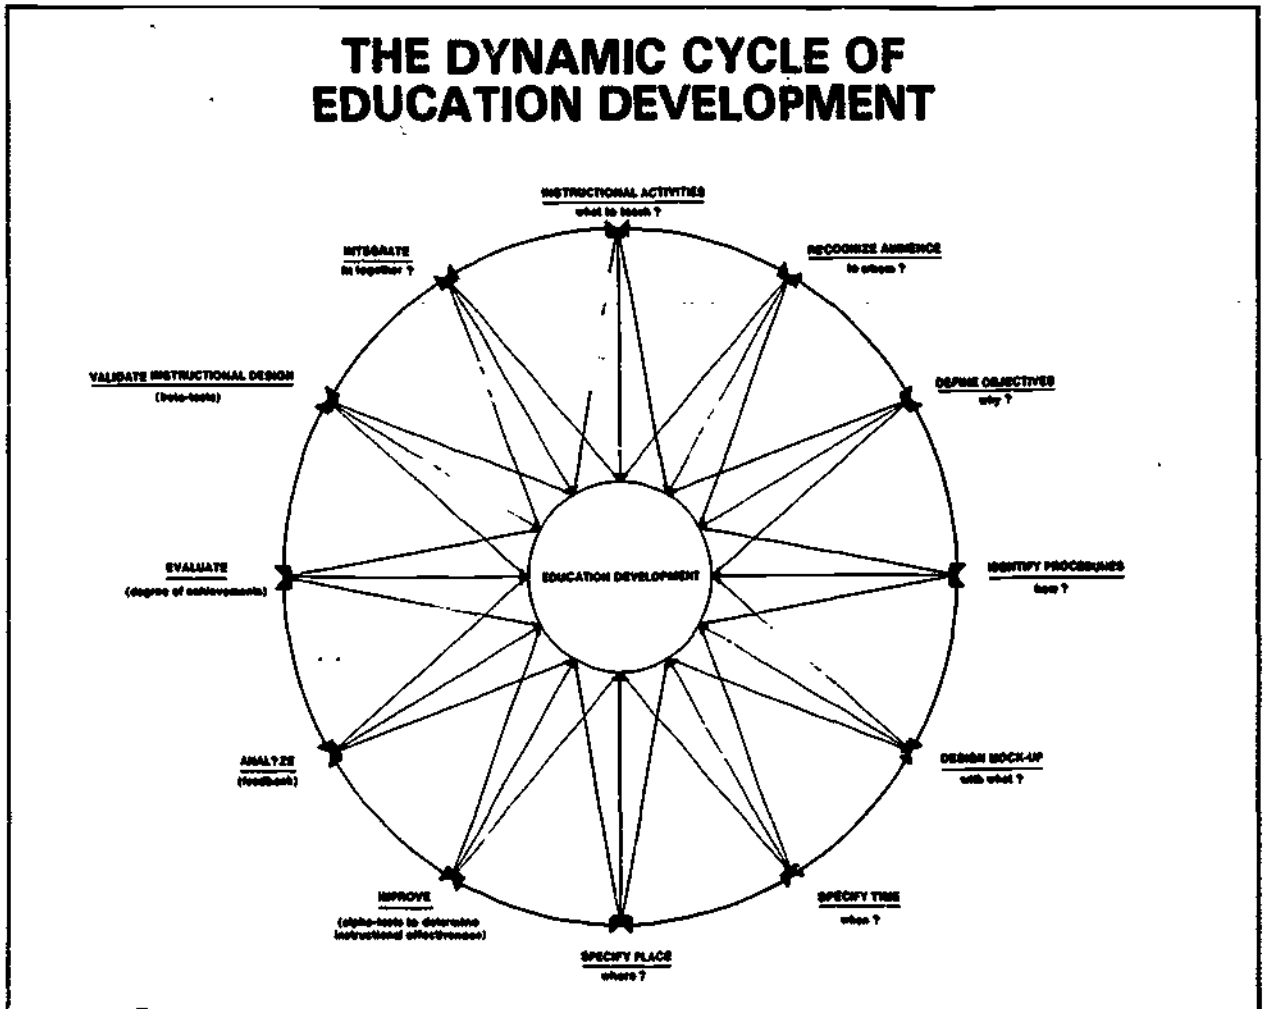 THE DYNAMIC CYCLE OF
EDUCATION DEVELOPMENT
INSTRUCTIONAL ACTIVITIES
what to teach ?
RECOGNIZE AUDIENCE
to whom ?
DEFINE OBJECTIVES
why ?
IDENTIFY PROCEDURES
how ?
DESIGN MOCK-UP
with what ?
SPECIFY TIME
when ?
SPECIFY PLACE
where ?
IMPROVE
(alpha-tests to determine
instructional effectiveness)
ANALYZE
(feedback)
EVALUATE
(degree of achievements)
VALIDATE INSTRUCTIONAL DESIGN
(beta-tests)
INTEGRATE
together ?
EDUCATION DEVELOPMENT